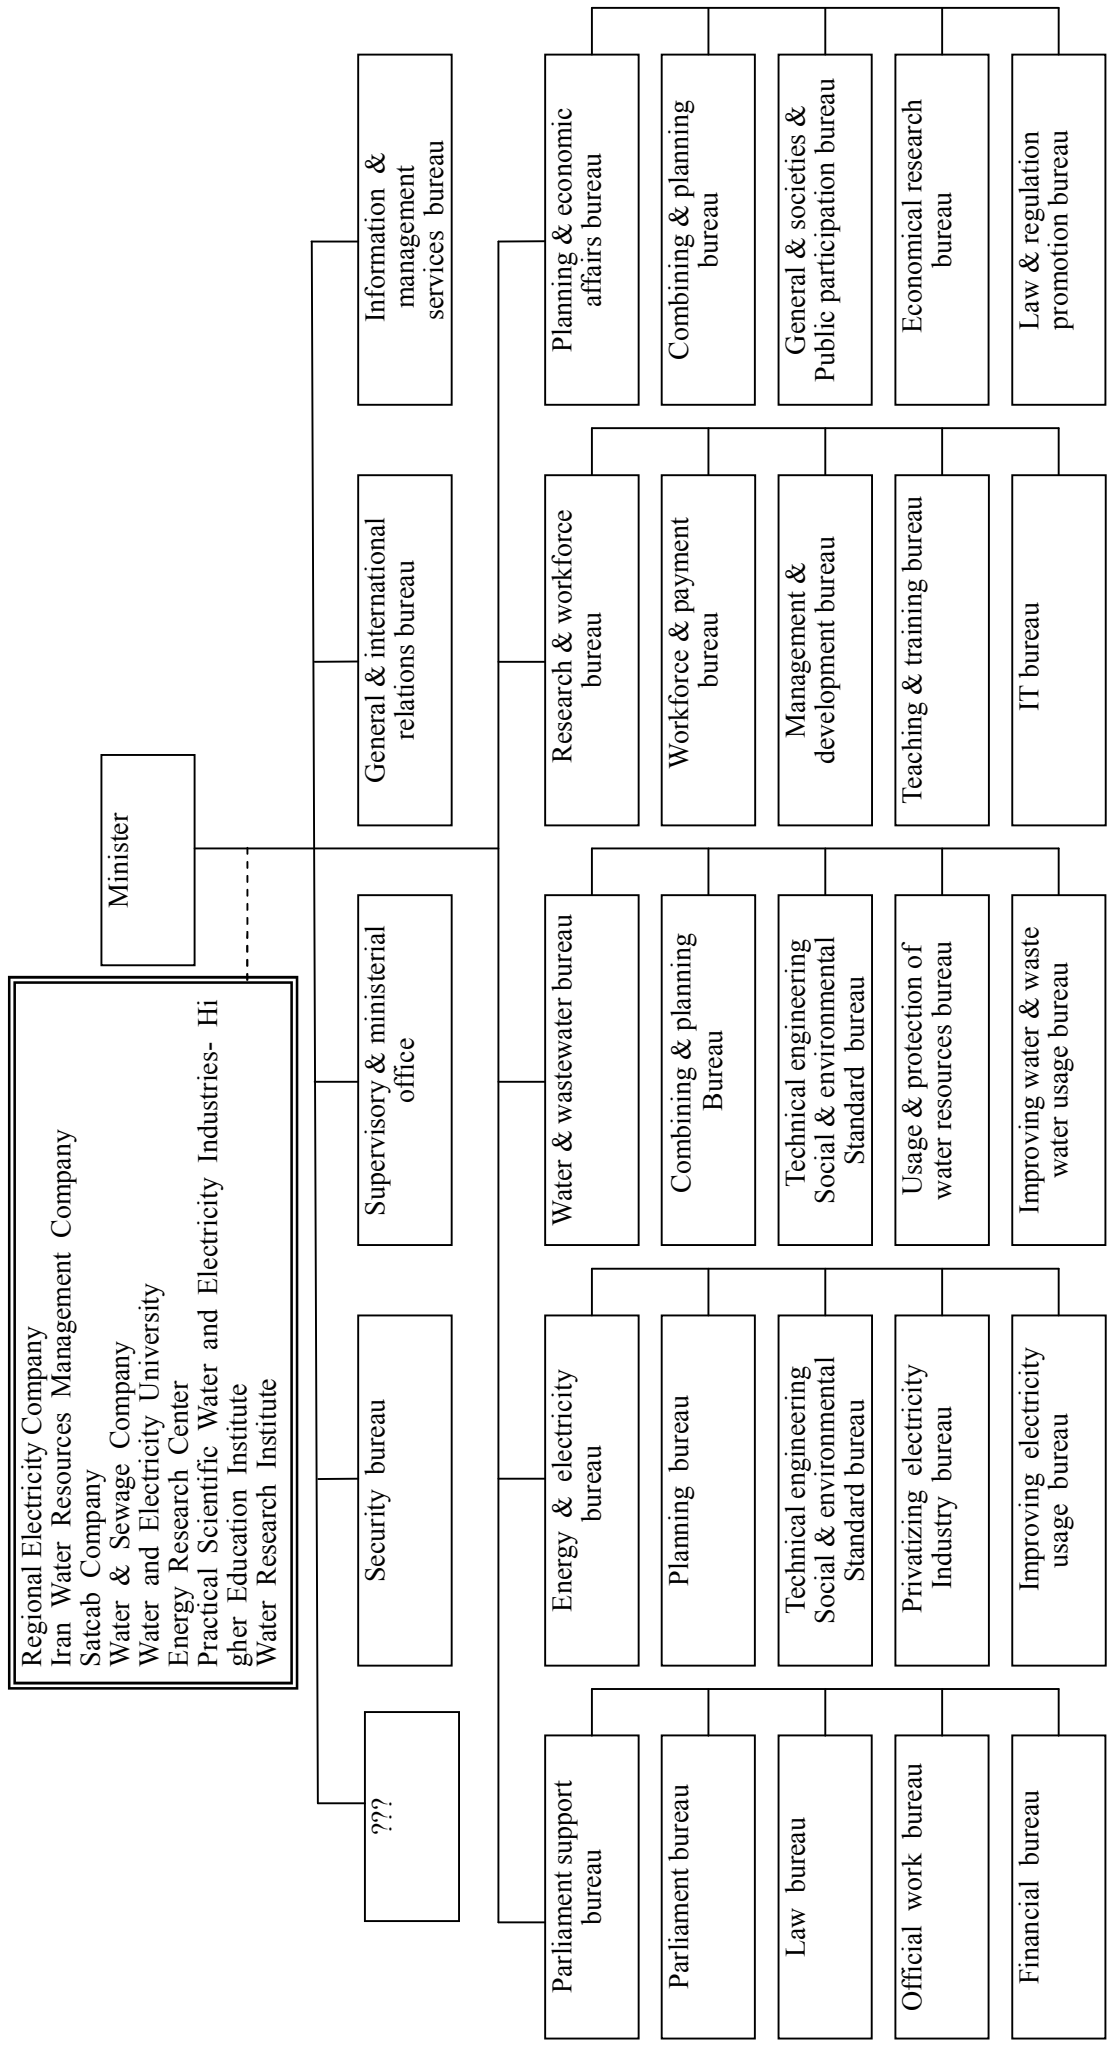 Regional Electricity Company
Iran Water Resources Management Company
Satcab Company
Water & Sewage Company
Water and Electricity University
Energy Research Center
Practical Scientific Water and Electricity Industries- Hi
gher Education Institute
Water Research Institute
Minister
???
Security bureau
Supervisory & ministerial
office
General & international
relations bureau
Information &
management
services bureau
Parliament support
bureau
Energy & electricity
bureau
Water & wastewater bureau
Research & workforce
bureau
Planning & economic
affairs bureau
Parliament bureau
Planning bureau
Combining & planning
Bureau
Workforce & payment
bureau
Combining & planning
bureau
Law bureau
Technical engineering
Social & environmental
Standard bureau
Technical engineering
Social & environmental
Standard bureau
Management &
development bureau
General & societies &
Public participation bureau
Official work bureau
Privatizing electricity
Industry bureau
Usage & protection of
water resources bureau
Teaching & training bureau
Economical research
bureau
Financial bureau
Improving electricity
usage bureau
Improving water & waste
water usage bureau
IT bureau
Law & regulation
promotion bureau